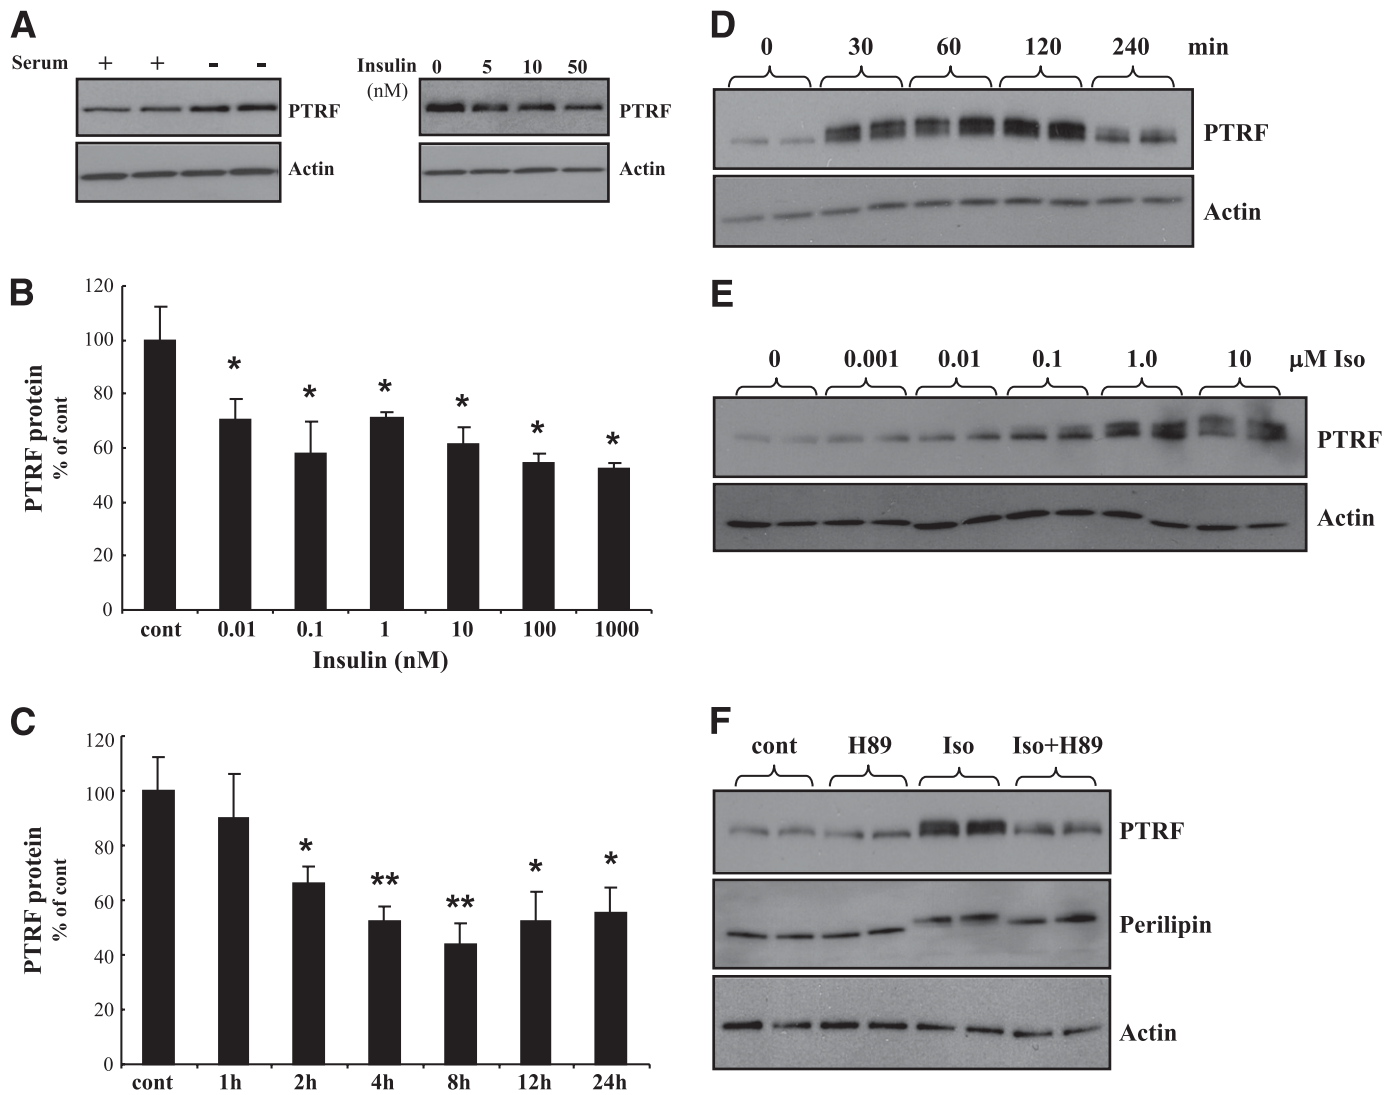 A
Serum + + - -
PTRF
Actin
Insulin 0 5 10 50
(nM)
PTRF
Actin
B
120
100
80
60
40
20
0
PTRF protein
% of cont
* * * * * *
cont 0.01 0.1 1 10 100 1000
Insulin (nM)
C
120
100
80
60
40
20
0
PTRF protein
% of cont
* ** ** * *
cont 1h 2h 4h 8h 12h 24h
D
0 30 60 120 240 min
PTRF
Actin
E
0 0.001 0.01 0.1 1.0 10 μM Iso
PTRF
Actin
F
cont H89 Iso Iso+H89
PTRF
Perilipin
Actin